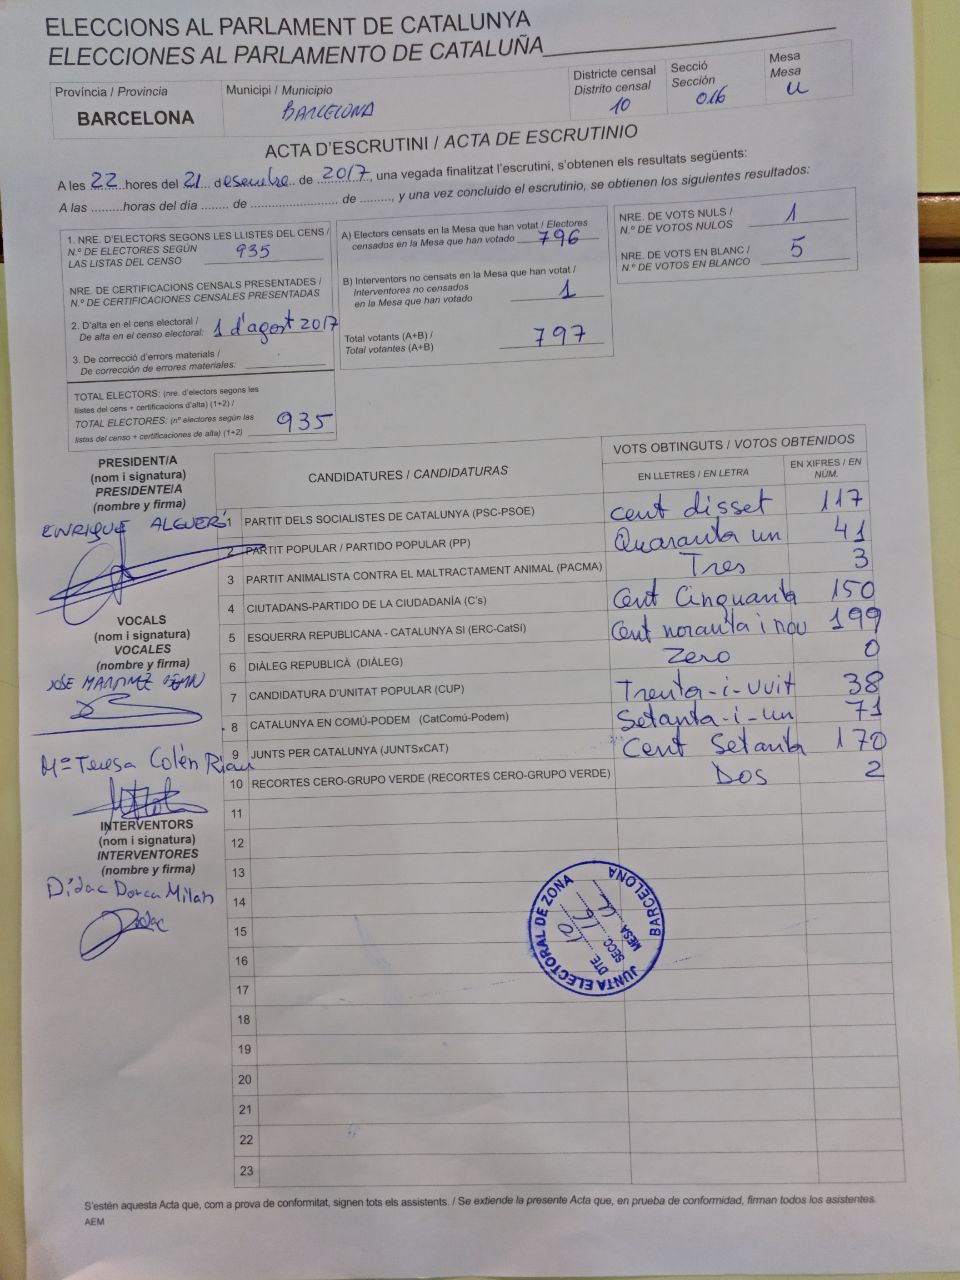 ELECCIONS AL PARLAMENT DE CATALUNYA
ELECCIONES AL PARLAMENTO DE CATALUÑA
Província / Provincia
BARCELONA
Municipi / Municipio
BARCELONA
Districte censal
Distrito censal
10
Secció
Sección
016
Mesa
Mesa
U
ACTA D'ESCRUTINI / ACTA DE ESCRUTINIO
A les 22 hores del 21 desembre de 2017, una vegada finalitzat l'escrutini, s'obtenen els resultats següents:
A las .........horas del día ........ de ........................ de ........., y una vez concluido el escrutinio, se obtienen los siguientes resultados:
1. NRE. D'ELECTORS SEGONS LES LLISTES DEL CENS /
N.º DE ELECTORES SEGÚN
LAS LISTAS DEL CENSO 935
NRE. DE CERTIFICACIONS CENSALS PRESENTADES /
N.º DE CERTIFICACIONES CENSALES PRESENTADAS
2. D'alta en el cens electoral /
De alta en el censo electoral: 1 d'agost 2017
3. De correcció d'errors materials /
De corrección de errores materiales:
TOTAL ELECTORS: (nre. d'electors segons les
llistes del cens + certificacions d'alta) (1+2) /
TOTAL ELECTORES: (nº electores según las
listas del censo + certificaciones de alta) (1+2) 935
A) Electors censats en la Mesa que han votat / Electores
censados en la Mesa que han votado 796
B) Interventors no censats en la Mesa que han votat /
Interventores no censados
en la Mesa que han votado 1
Total votants (A+B) /
Total votantes (A+B) 797
NRE. DE VOTS NULS /
N.º DE VOTOS NULOS 1
NRE. DE VOTS EN BLANC /
N.º DE VOTOS EN BLANCO 5
PRESIDENT/A
(nom i signatura)
PRESIDENTE/A
(nombre y firma)
ENRIQUE ALGUERÍ
VOCALS
(nom i signatura)
VOCALES
(nombre y firma)
JOSE MARTINEZ
Mª Teresa Colén Riau
INTERVENTORS
(nom i signatura)
INTERVENTORES
(nombre y firma)
Dídac Dorca Milan
Didac
CANDIDATURES / CANDIDATURAS
VOTS OBTINGUTS / VOTOS OBTENIDOS
EN LLETRES / EN LETRA
EN XIFRES / EN NÚM.
1 PARTIT DELS SOCIALISTES DE CATALUNYA (PSC-PSOE) cent disset 117
2 PARTIT POPULAR / PARTIDO POPULAR (PP) Quaranta un 41
3 PARTIT ANIMALISTA CONTRA EL MALTRACTAMENT ANIMAL (PACMA) Tres 3
4 CIUTADANS-PARTIDO DE LA CIUDADANÍA (C's) Cent Cinquanta 150
5 ESQUERRA REPUBLICANA - CATALUNYA SI (ERC-CatSí) Cent noranta i nou 199
6 DIÀLEG REPUBLICÀ (DIÀLEG) Zero 0
7 CANDIDATURA D'UNITAT POPULAR (CUP) Trenta-i-vuit 38
8 CATALUNYA EN COMÚ-PODEM (CatComú-Podem) Setanta-i-un 71
9 JUNTS PER CATALUNYA (JUNTSxCAT) Cent Setanta 170
10 RECORTES CERO-GRUPO VERDE (RECORTES CERO-GRUPO VERDE) Dos 2
11
12
13
14
15
16
17
18
19
20
21
22
23
JUNTA ELECTORAL DE ZONA BARCELONA
DTE. 10
SECC. 16
MESA U
S'estén aquesta Acta que, com a prova de conformitat, signen tots els assistents. / Se extiende la presente Acta que, en prueba de conformidad, firman todos los asistentes.
AEM